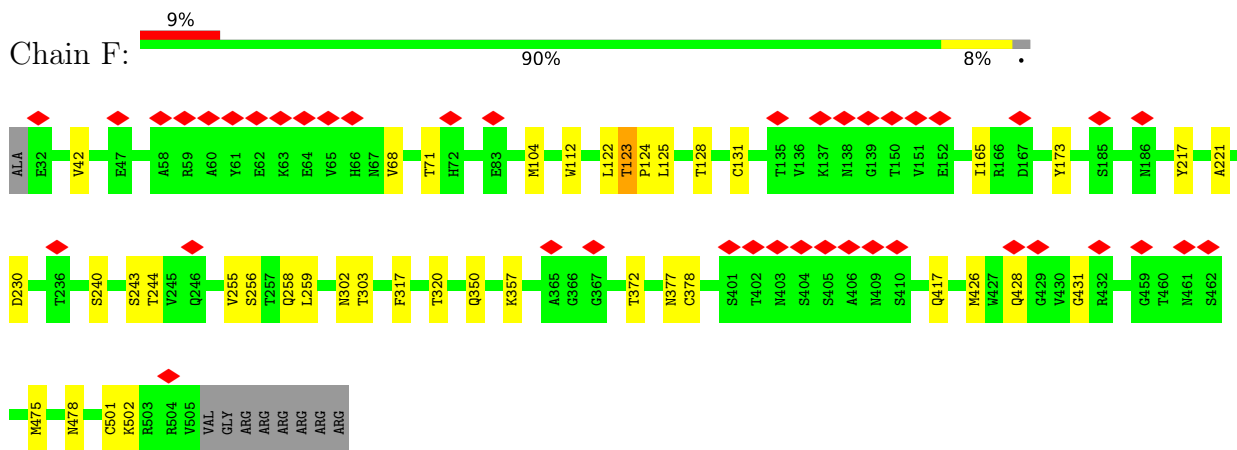 9%
Chain F:
90% 8% •
ALA E32 V42 E47 A58 R59 A60 Y61 E62 K63 E64 V65 H66 N67 V68 T71 H72 E83 M104 W112 L122 T123 P124 L125 T128 C131 T135 V136 K137 N138 G139 T150 V151 E152 I165 R166 D167 Y173 S185 N186 Y217 A221
D230 T236 S240 S243 T244 V245 Q246 V255 S256 T257 Q258 L259 N302 T303 F317 T320 Q350 K357 A365 G366 G367 T372 N377 C378 S401 T402 N403 S404 S405 A406 N409 S410 Q417 M426 W427 Q428 G429 V430 G431 R432 G459 T460 N461 S462
M475 N478 C501 K502 R503 R504 V505 VAL GLY ARG ARG ARG ARG ARG ARG